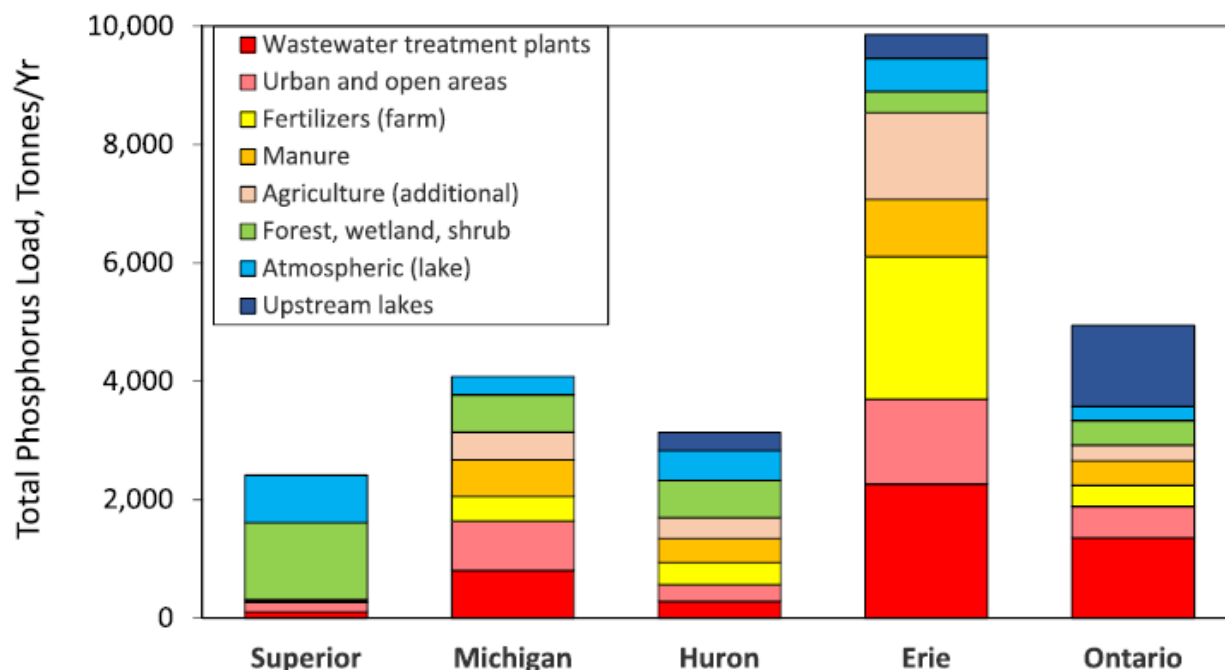 Total Phosphorus Load, Tonnes/Yr
10,000
8,000
6,000
4,000
2,000
0
Wastewater treatment plants
Urban and open areas
Fertilizers (farm)
Manure
Agriculture (additional)
Forest, wetland, shrub
Atmospheric (lake)
Upstream lakes
Superior Michigan Huron Erie Ontario